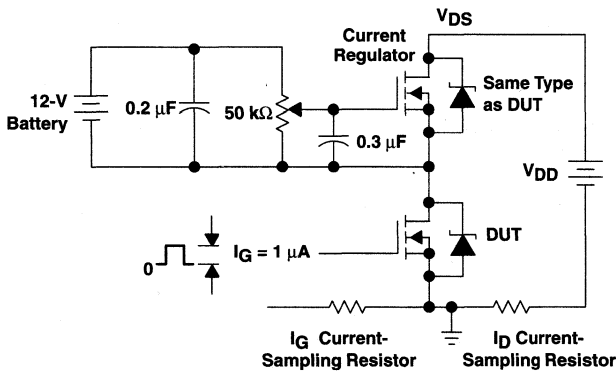 VDS
Current
Regulator
12-V
Battery
0.2 μF
50 kΩ
0.3 μF
Same Type
as DUT
VDD
0
IG = 1 μA
DUT
IG Current-
Sampling Resistor
ID Current-
Sampling Resistor